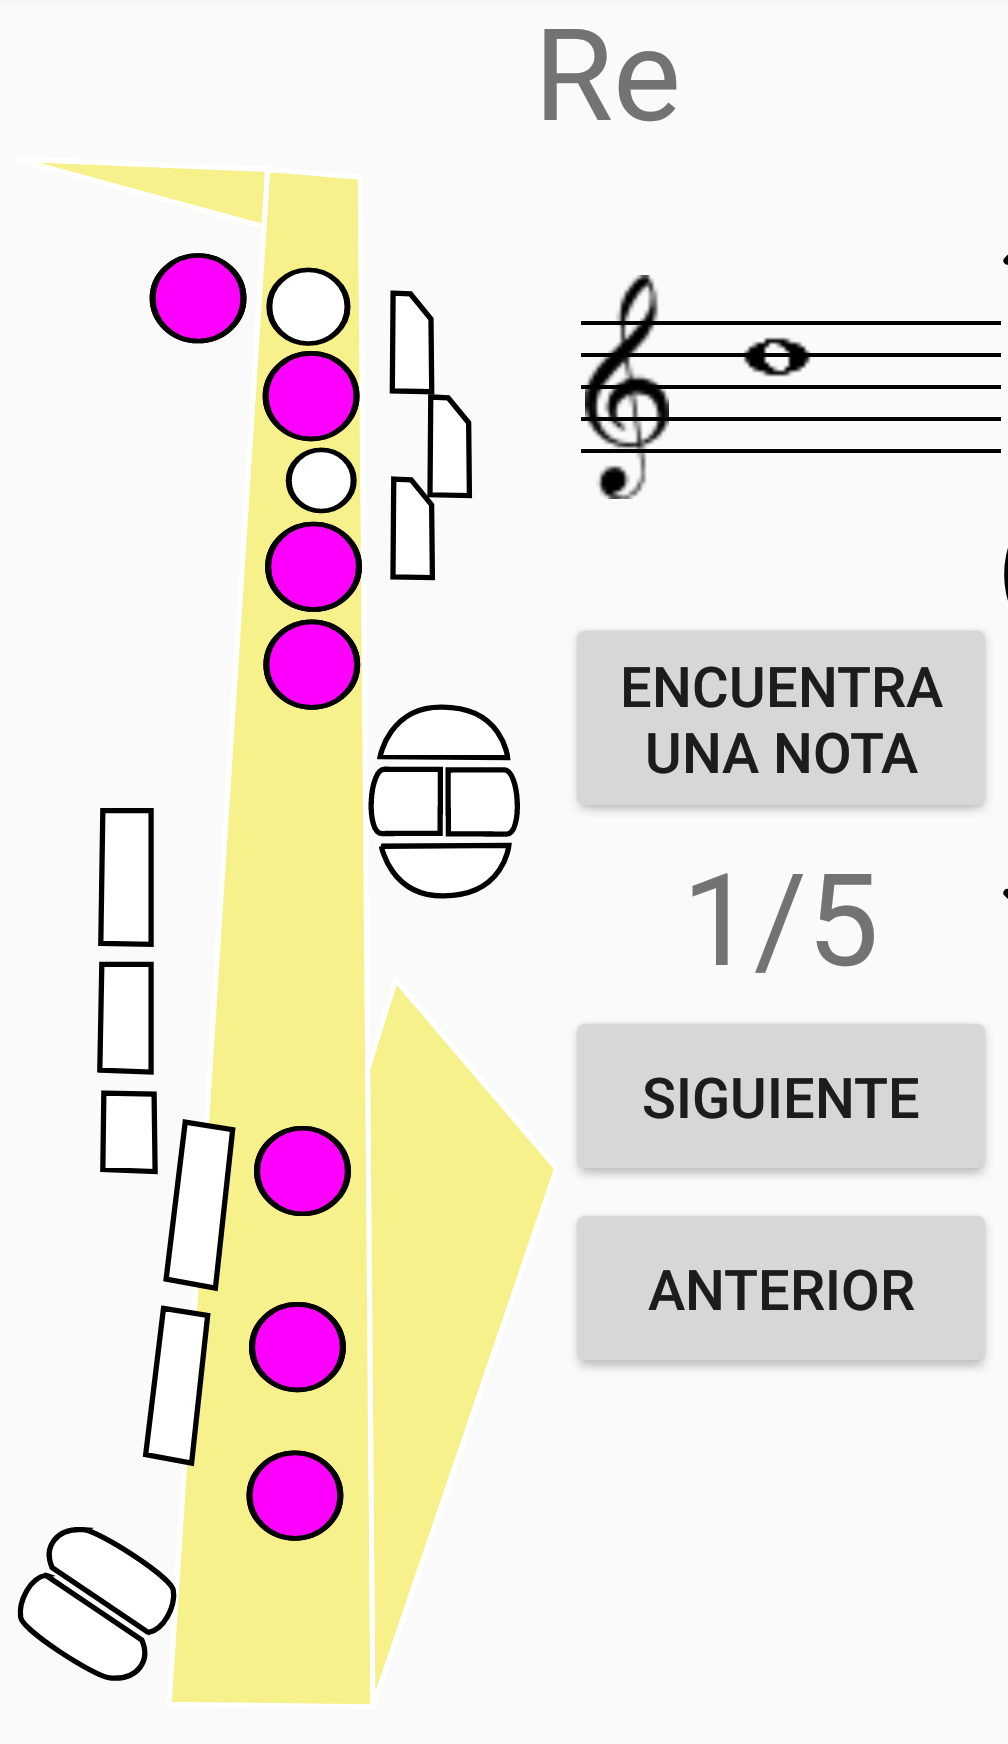 Re
ENCUENTRA
UNA NOTA
1/5
SIGUIENTE
ANTERIOR